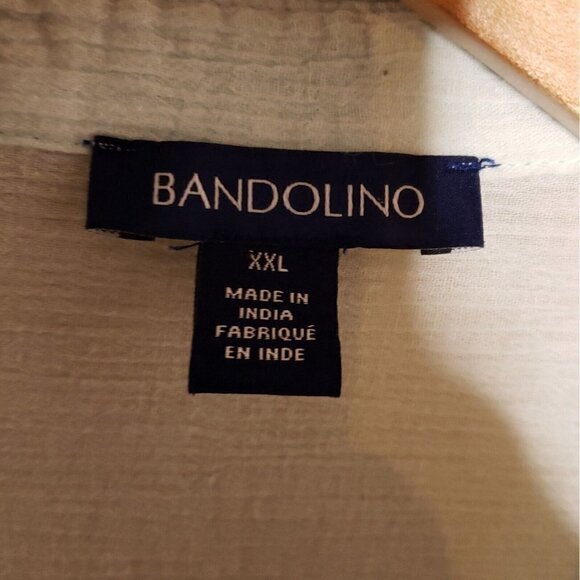 BANDOLINO
XXL
MADE IN
INDIA
FABRIQUÉ
EN INDE